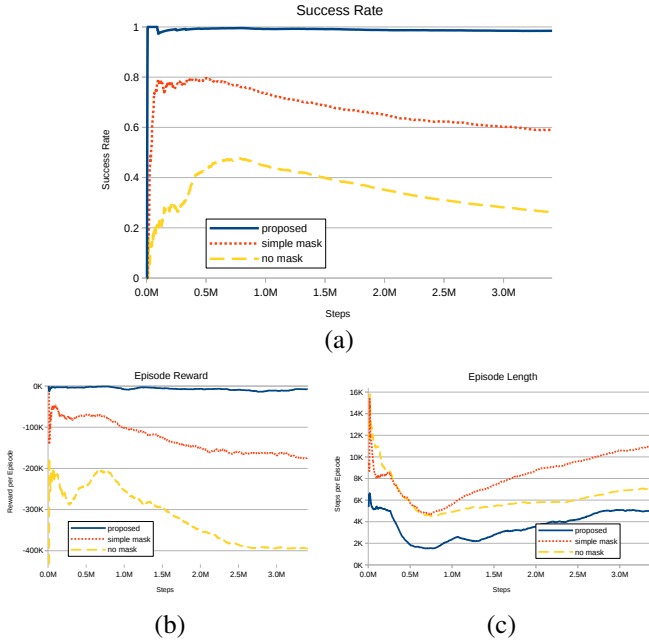 Success Rate
1
0.8
0.6
0.4
0.2
0
Success Rate
proposed
simple mask
no mask
0.0M 0.5M 1.0M 1.5M 2.0M 2.5M 3.0M
Steps
(a)
Episode Reward
0K
-100K
-200K
-300K
-400K
Reward per Episode
proposed
simple mask
no mask
0.0M 0.5M 1.0M 1.5M 2.0M 2.5M 3.0M
Steps
(b)
Episode Length
16K
14K
12K
10K
8K
6K
4K
2K
0K
Steps per Episode
proposed
simple mask
no mask
0.0M 0.5M 1.0M 1.5M 2.0M 2.5M 3.0M
Steps
(c)